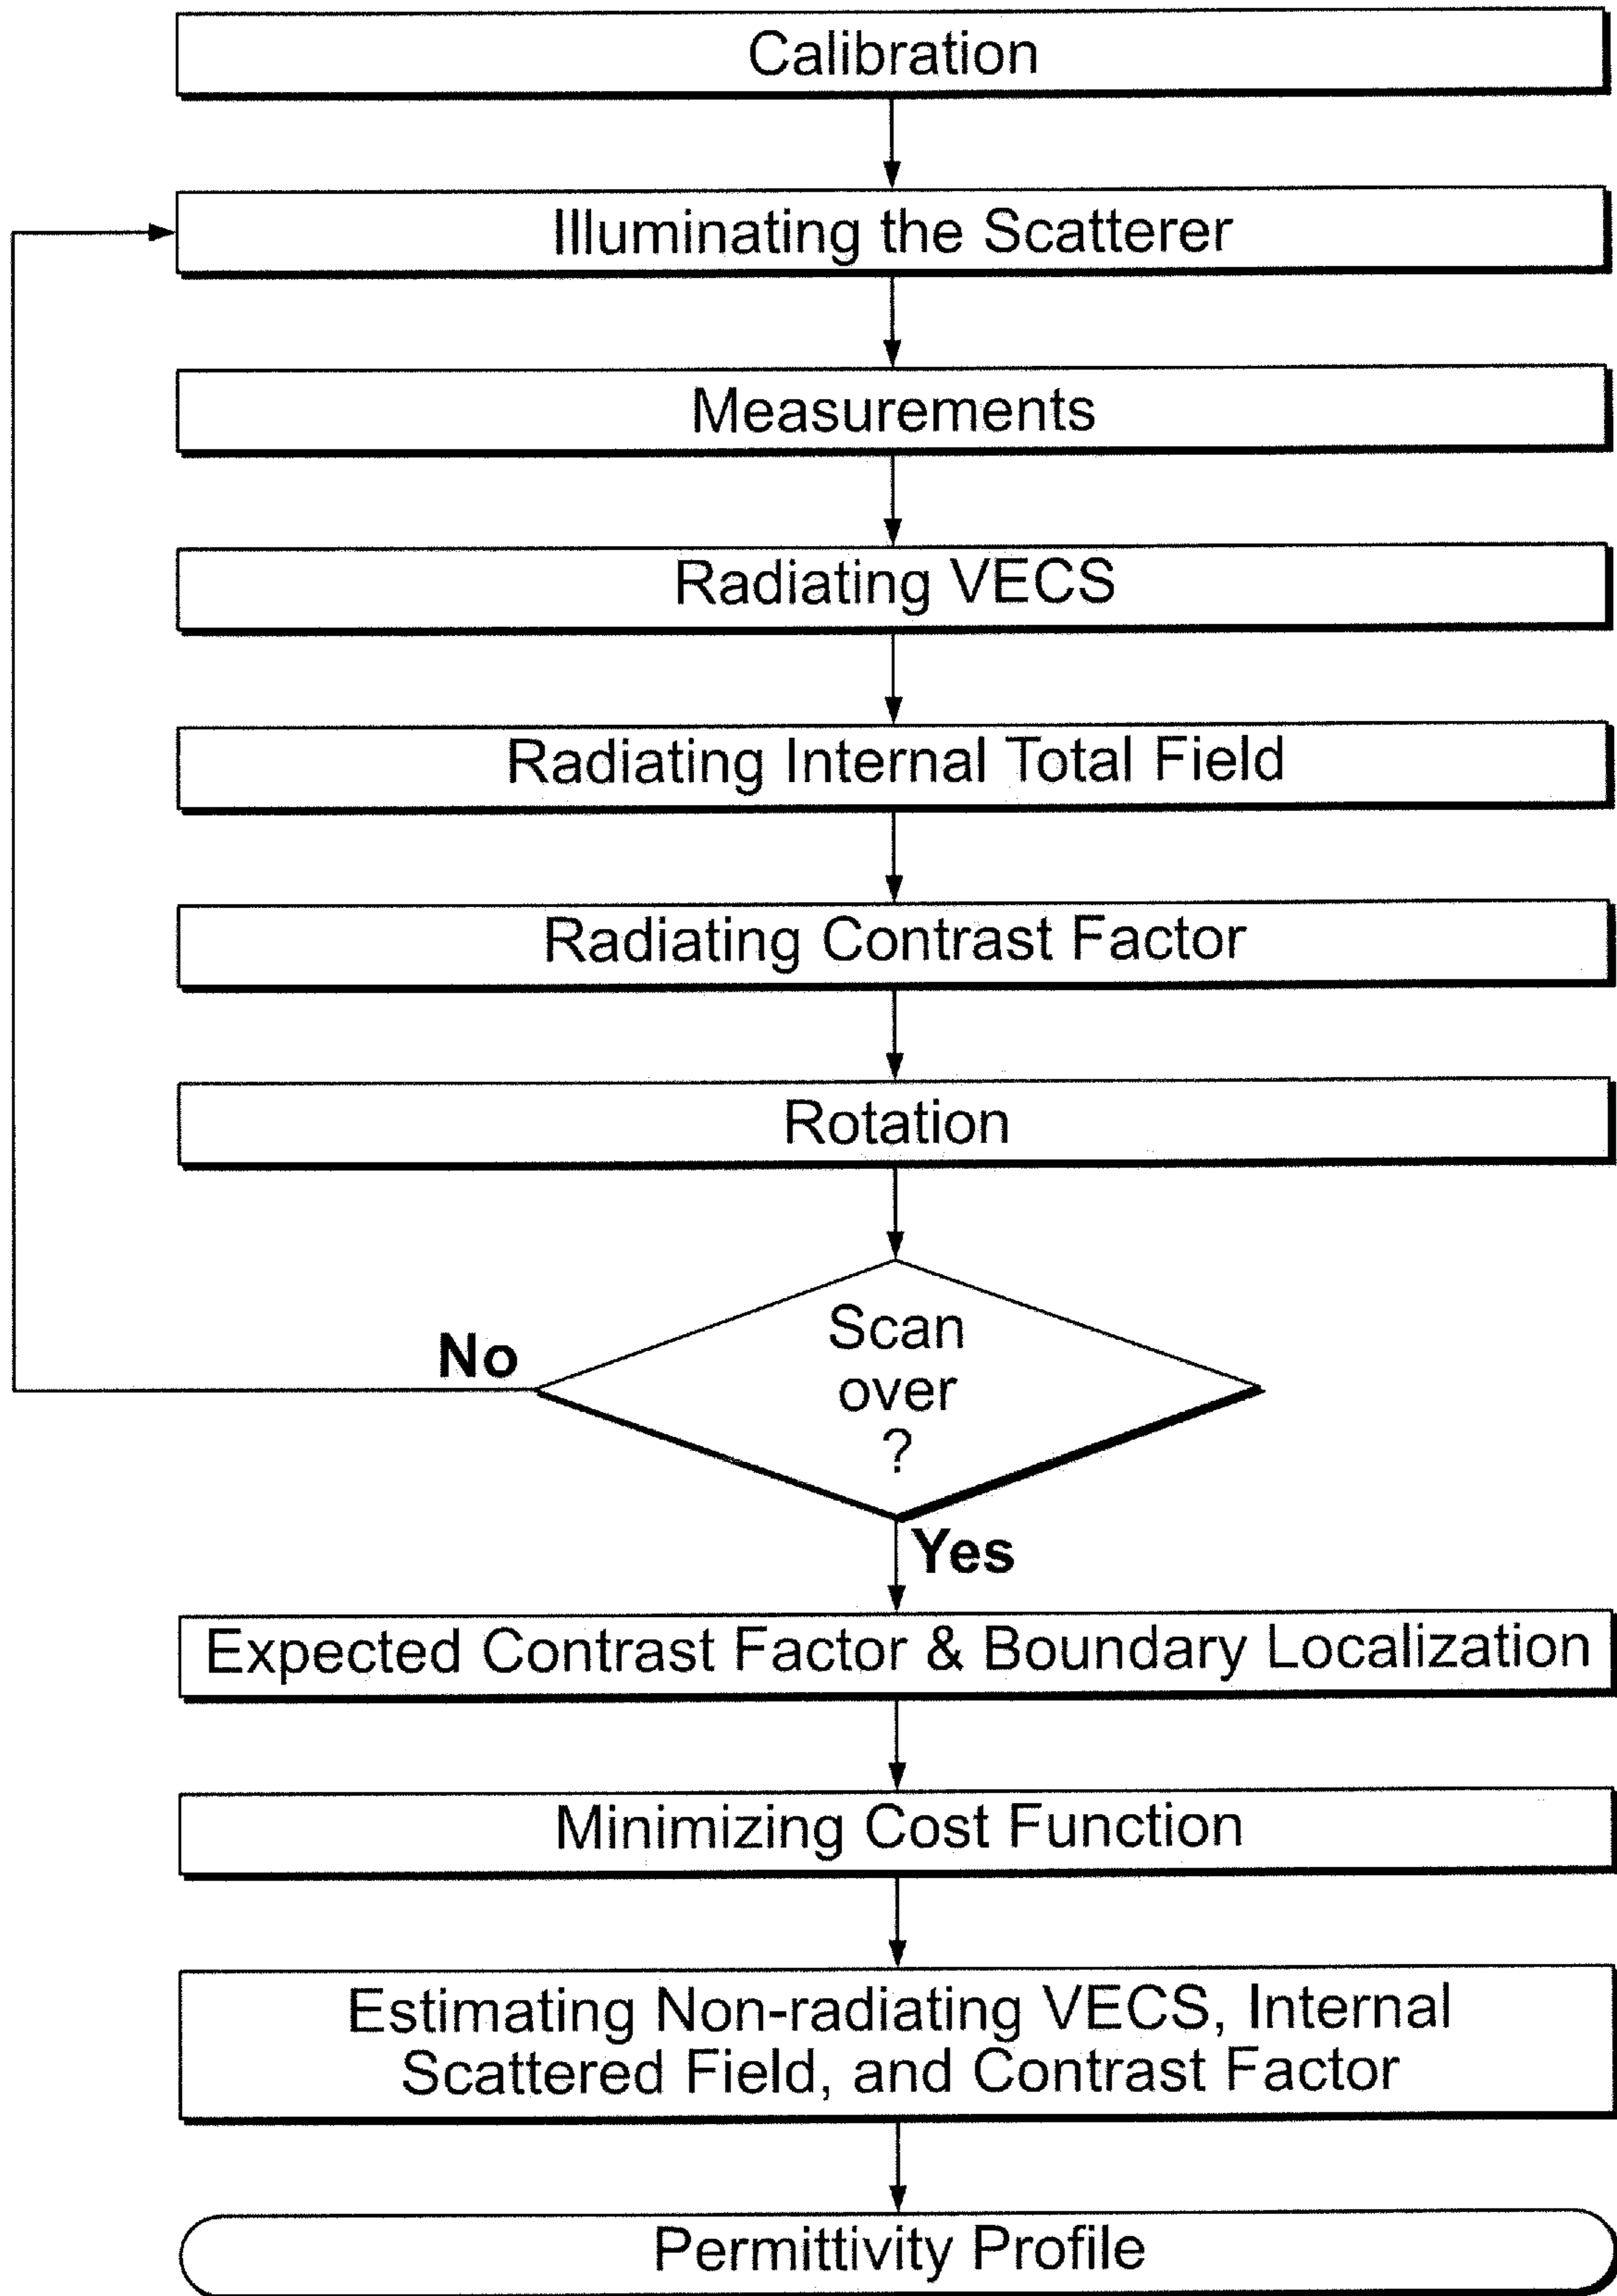 Calibration
Illuminating the Scatterer
Measurements
Radiating VECS
Radiating Internal Total Field
Radiating Contrast Factor
Rotation
Scan
over
?
No
Yes
Expected Contrast Factor & Boundary Localization
Minimizing Cost Function
Estimating Non-radiating VECS, Internal
Scattered Field, and Contrast Factor
Permittivity Profile